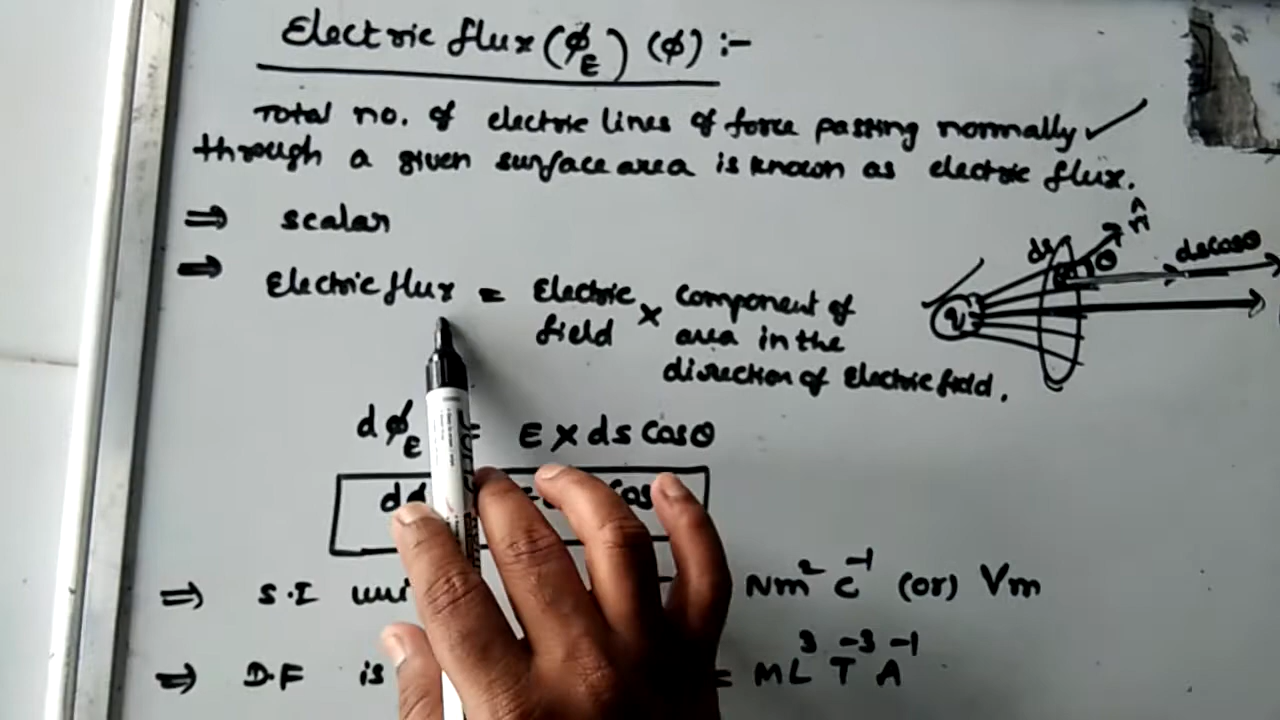 Electric flux (ϕE) (ϕ) :-
Total no. of electric lines of force passing normally ✓
through a given surface area is known as electric flux.
⇒ scalar
⇒ Electric flux = Electric field × component of area in the direction of Electric field.
n̂
ds
θ
ds cosθ
q
dϕE = E × ds Cosθ
⇒ S.I Nm² C⁻¹ (or) Vm
⇒ D.F is = ML³ T⁻³ A⁻¹